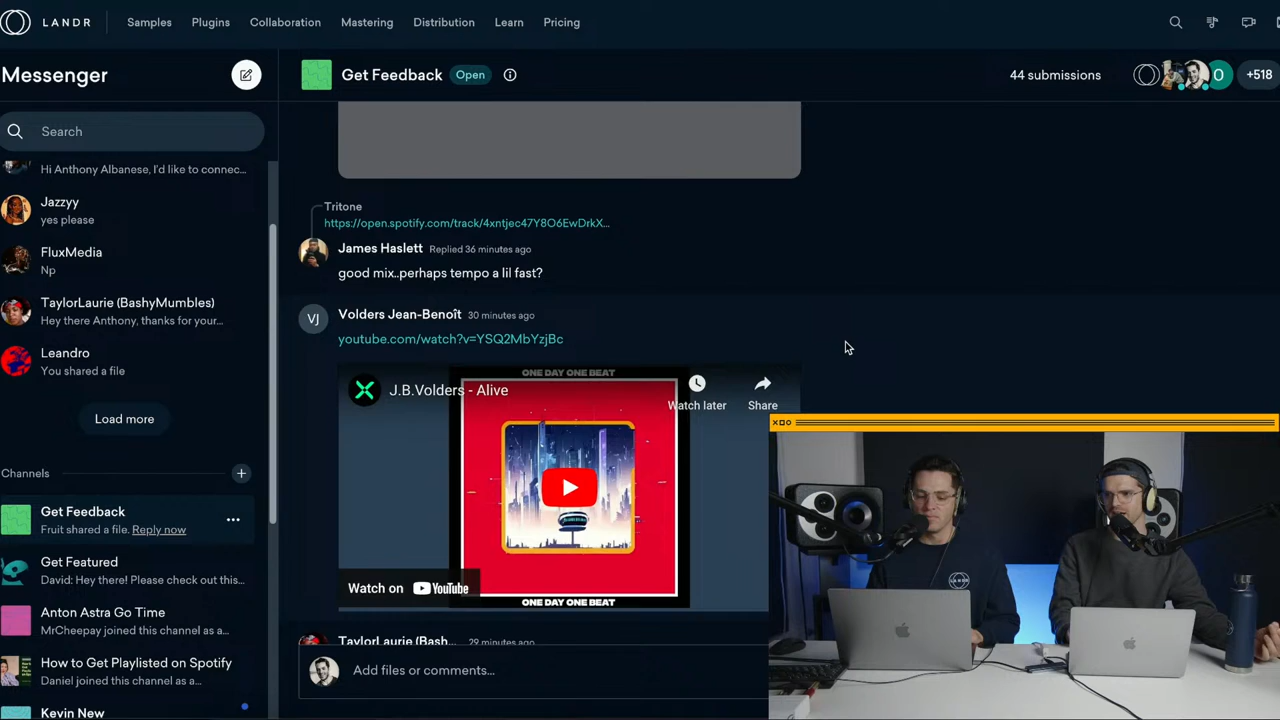 LANDR
Samples
Plugins
Collaboration
Mastering
Distribution
Learn
Pricing
Messenger
Search
Hi Anthony Albanese, I'd like to connec...
Jazzyy
yes please
FluxMedia
Np
TaylorLaurie (BashyMumbles)
Hey there Anthony, thanks for your...
Leandro
You shared a file
Load more
Channels
Get Feedback
Fruit shared a file. Reply now
Get Featured
David: Hey there! Please check out this...
Anton Astra Go Time
MrCheepay joined this channel as a...
How to Get Playlisted on Spotify
Daniel joined this channel as a...
Kevin New
Get Feedback Open
44 submissions
O
+518
Tritone
https://open.spotify.com/track/4xntjec47Y8O6EwDrkX...
James Haslett Replied 36 minutes ago
good mix..perhaps tempo a lil fast?
VJ
Volders Jean-Benoît 30 minutes ago
youtube.com/watch?v=YSQ2MbYzjBc
ONE DAY ONE BEAT
J.B.Volders - Alive
Watch later
Share
Watch on YouTube
ONE DAY ONE BEAT
TaylorLaurie (Bash... 29 minutes ago
Add files or comments...
LANDR